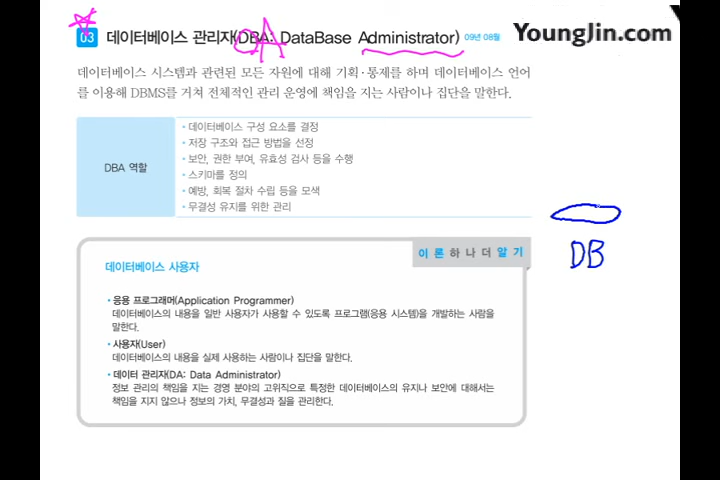 03 데이터베이스 관리자(DBA: DataBase Administrator) 09년 08월
YoungJin.com
A
데이터베이스 시스템과 관련된 모든 자원에 대해 기획·통제를 하며 데이터베이스 언어
를 이용해 DBMS를 거쳐 전체적인 관리 운영에 책임을 지는 사람이나 집단을 말한다.
DBA 역할
• 데이터베이스 구성 요소를 결정
• 저장 구조와 접근 방법을 선정
• 보안, 권한 부여, 유효성 검사 등을 수행
• 스키마를 정의
• 예방, 회복 절차 수립 등을 모색
• 무결성 유지를 위한 관리
DB
이론 하나 더 알기
데이터베이스 사용자
• 응용 프로그래머(Application Programmer)
데이터베이스의 내용을 일반 사용자가 사용할 수 있도록 프로그램(응용 시스템)을 개발하는 사람을
말한다.
• 사용자(User)
데이터베이스의 내용을 실제 사용하는 사람이나 집단을 말한다.
• 데이터 관리자(DA: Data Administrator)
정보 관리의 책임을 지는 경영 분야의 고위직으로 특정한 데이터베이스의 유지나 보안에 대해서는
책임을 지지 않으나 정보의 가치, 무결성과 질을 관리한다.